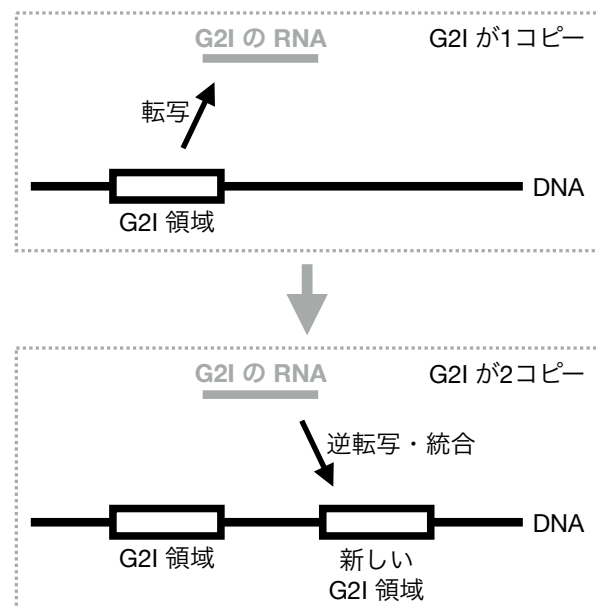 G2I の RNA
G2I が1コピー
転写
DNA
G2I 領域
G2I の RNA
G2I が2コピー
逆転写・統合
DNA
G2I 領域
新しい
G2I 領域